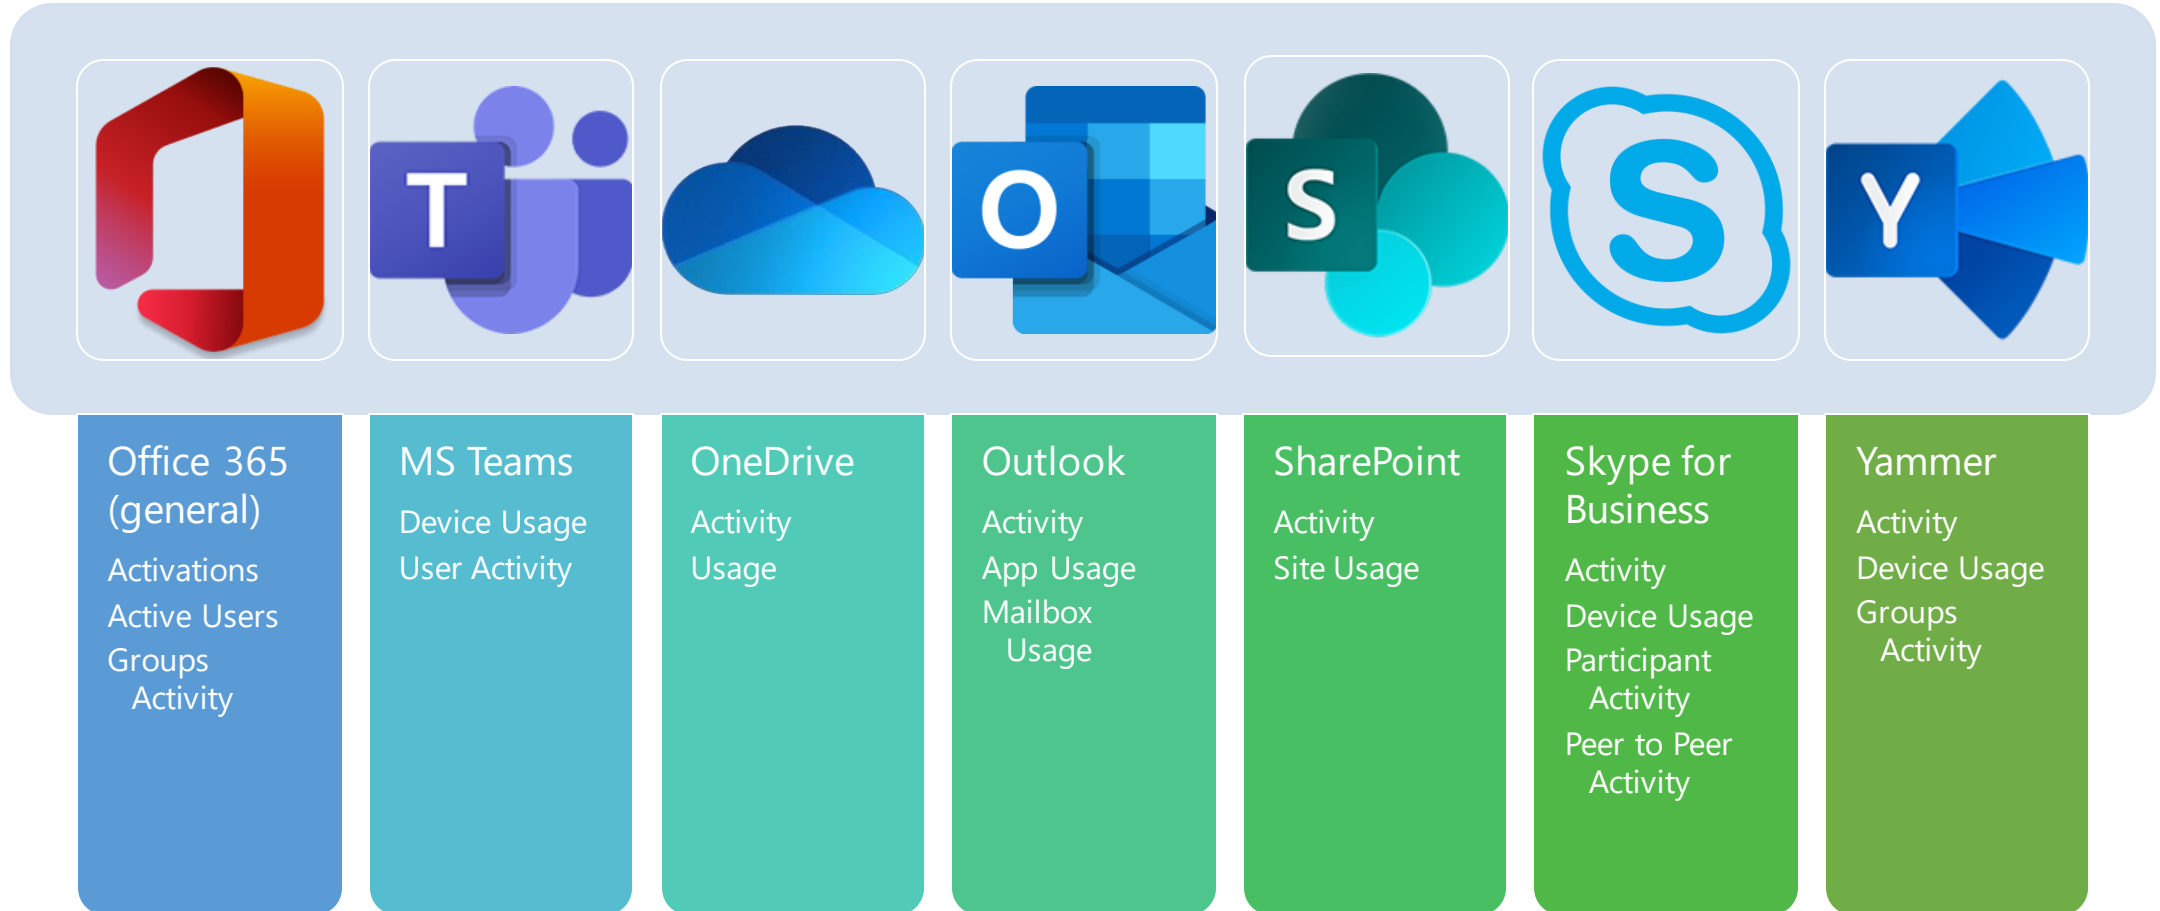 T
O
S
S
Y
Office 365
(general)
Activations
Active Users
Groups
Activity
MS Teams
Device Usage
User Activity
OneDrive
Activity
Usage
Outlook
Activity
App Usage
Mailbox
Usage
SharePoint
Activity
Site Usage
Skype for
Business
Activity
Device Usage
Participant
Activity
Peer to Peer
Activity
Yammer
Activity
Device Usage
Groups
Activity